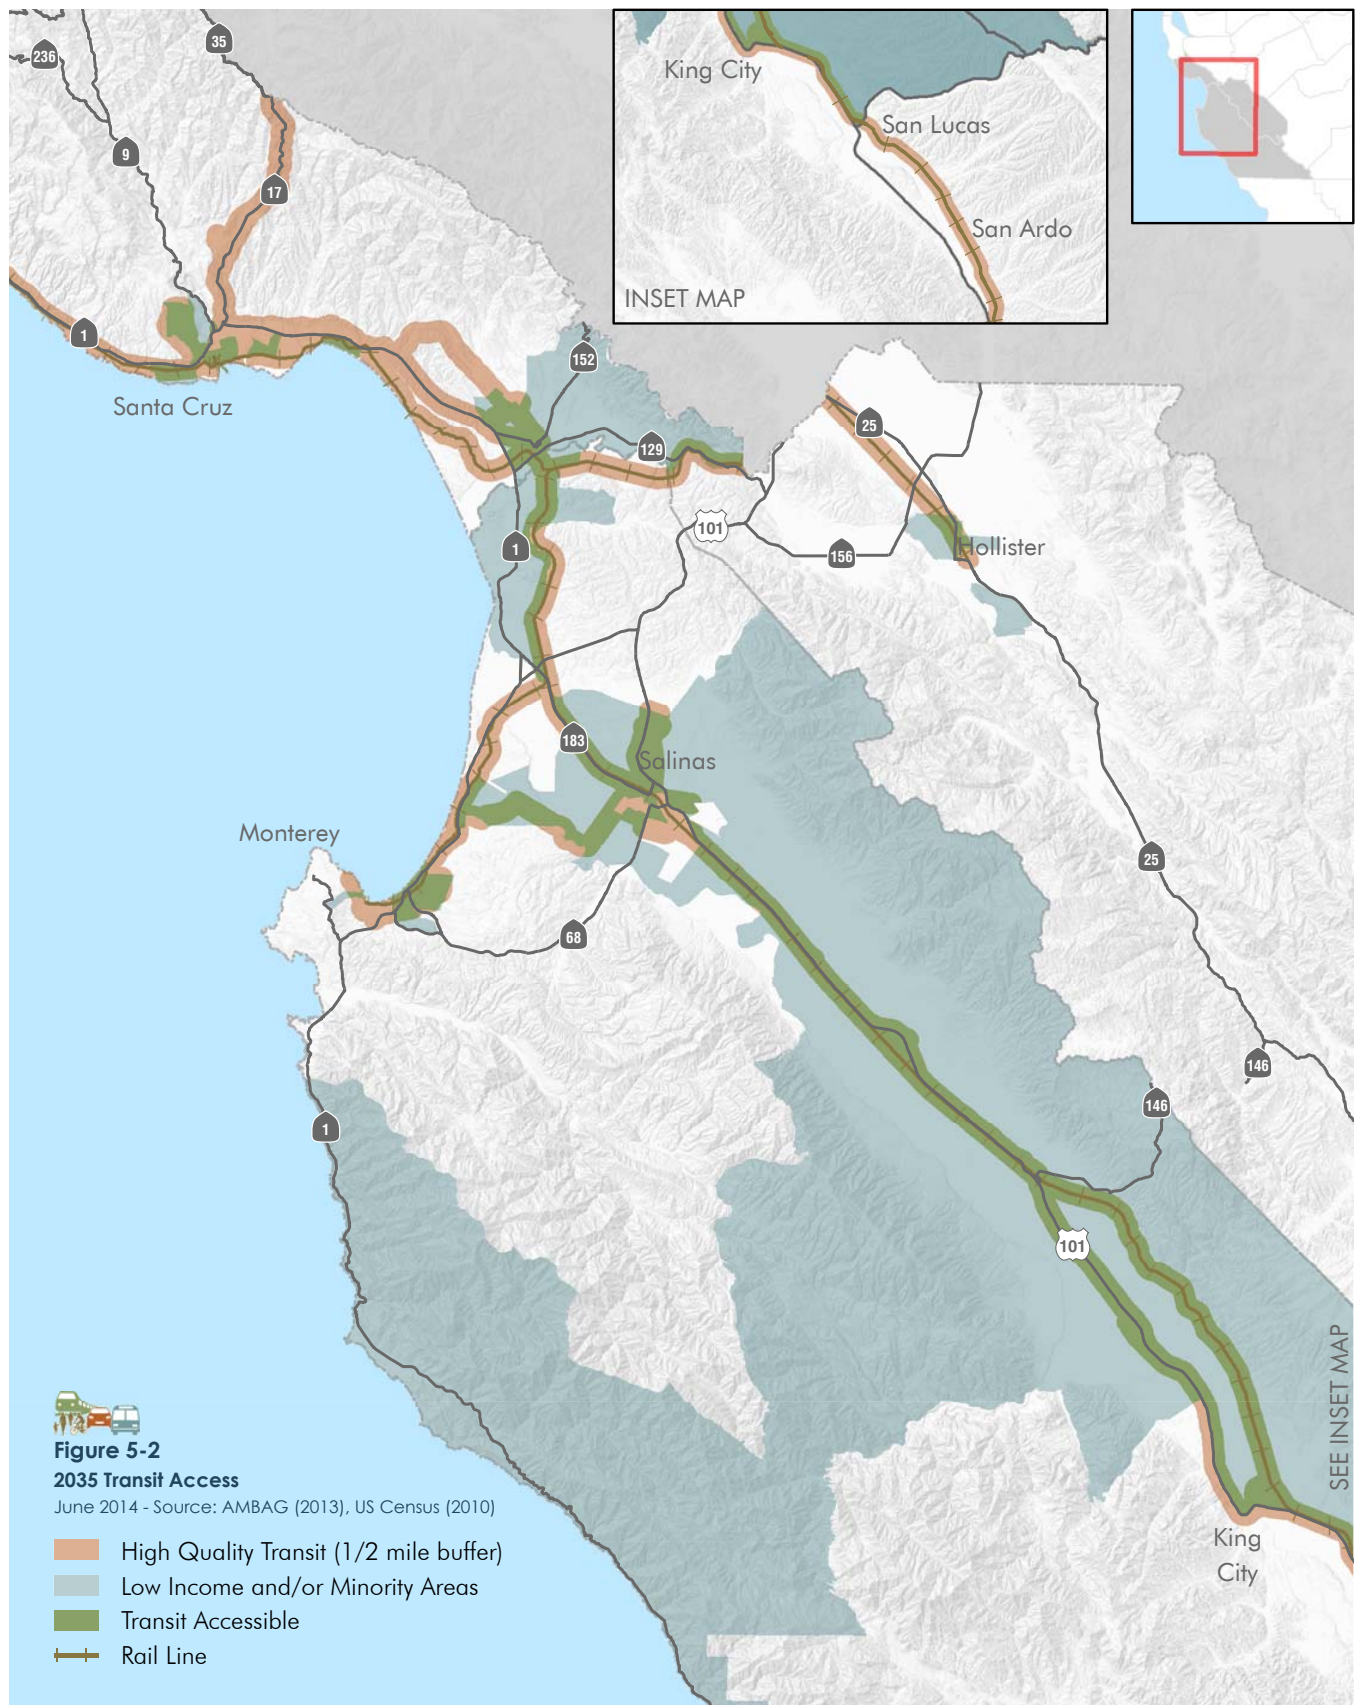 35
236
9
17
1
Santa Cruz
King City
San Lucas
San Ardo
INSET MAP
152
129
25
101
1
156
Hollister
183
Salinas
Monterey
68
25
146
146
1
101
SEE INSET MAP
King
City
Figure 5-2
2035 Transit Access
June 2014 - Source: AMBAG (2013), US Census (2010)
High Quality Transit (1/2 mile buffer)
Low Income and/or Minority Areas
Transit Accessible
Rail Line